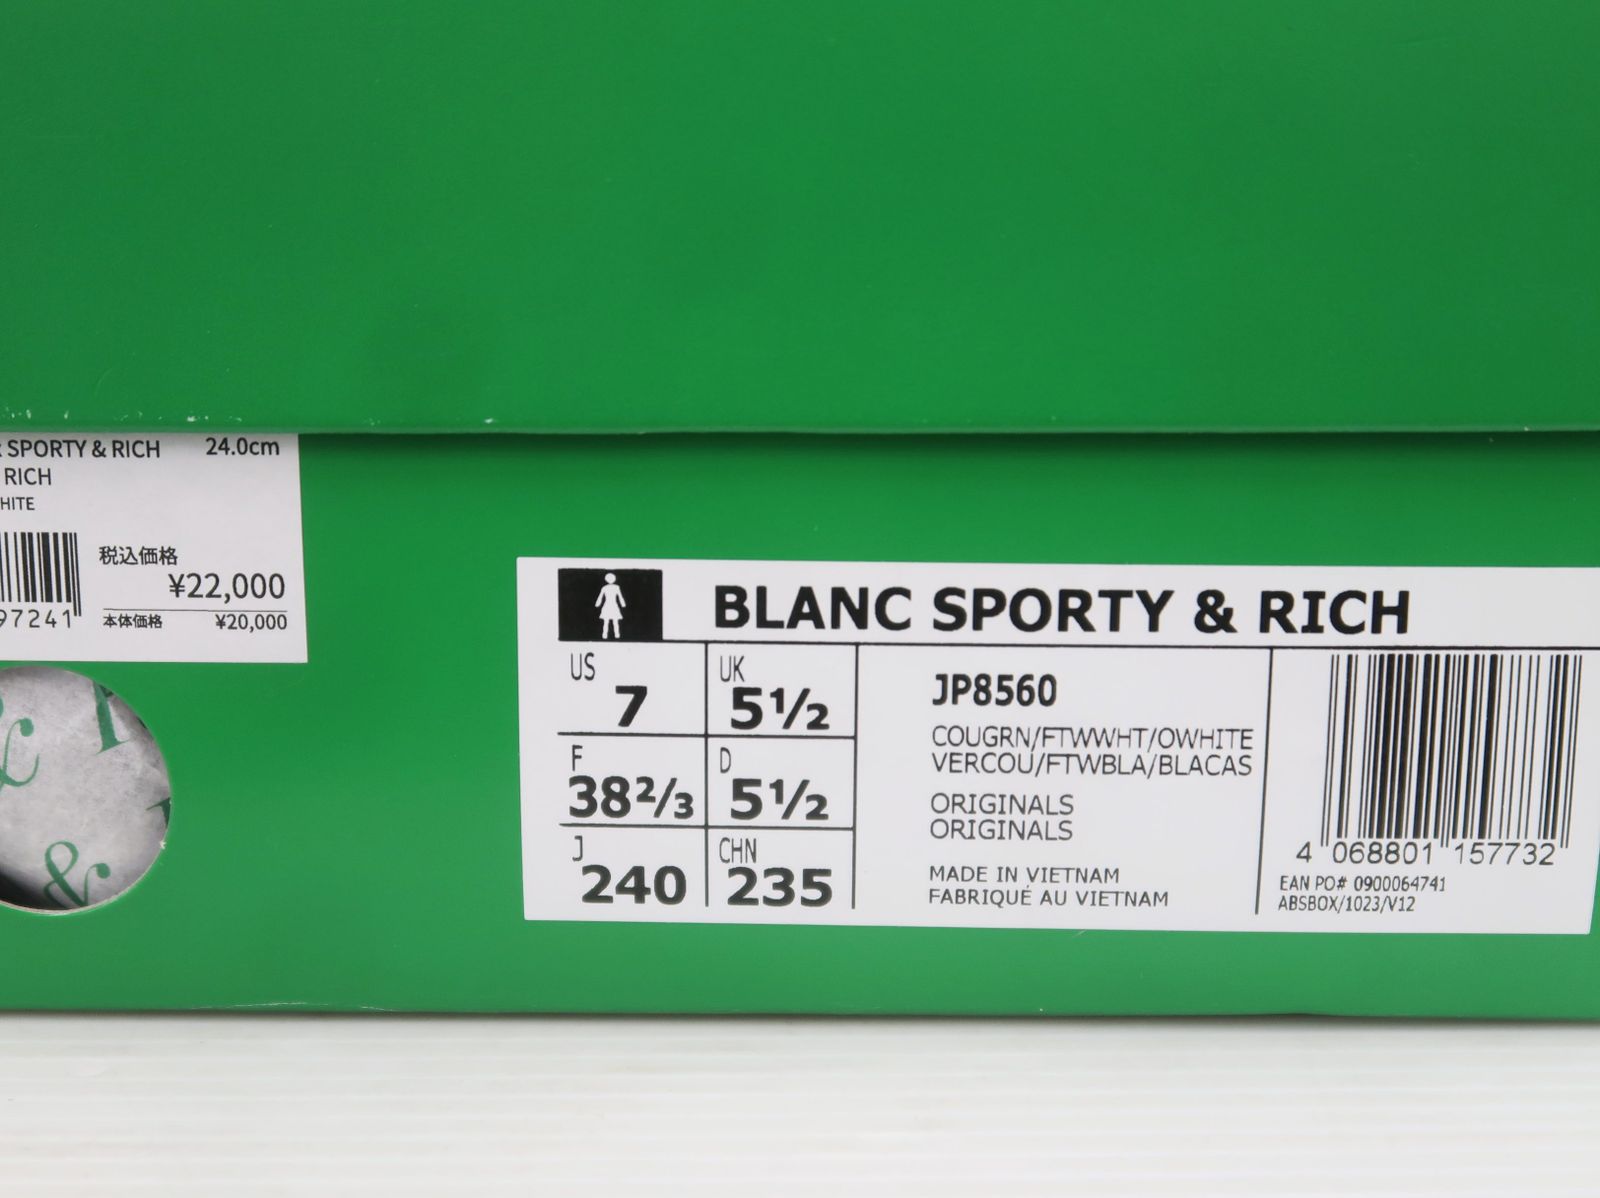 SPORTY & RICH 24.0cm
RICH
HITE
税込価格
¥22,000
本体価格 ¥20,000
97241
BLANC SPORTY & RICH
US 7
UK 5½
F 38⅔
D 5½
J 240
CHN 235
JP8560
COUGRN/FTWWHT/OWHITE
VERCOU/FTWBLA/BLACAS
ORIGINALS
ORIGINALS
MADE IN VIETNAM
FABRIQUÉ AU VIETNAM
4 068801 157732
EAN PO# 0900064741
ABSBOX/1023/V12
&
&